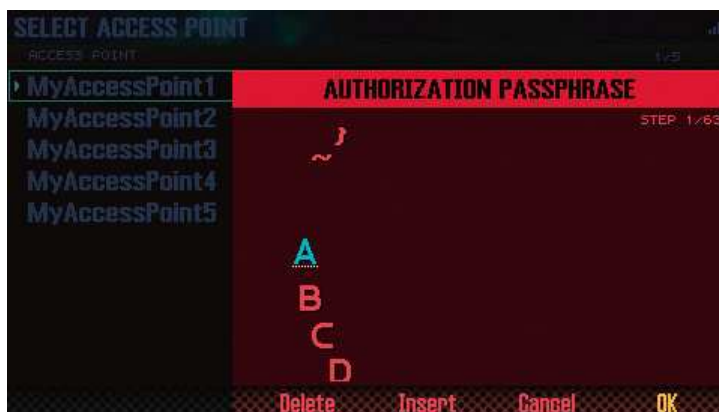 SELECT ACCESS POINT
ACCESS POINT 1/5
MyAccessPoint1
MyAccessPoint2
MyAccessPoint3
MyAccessPoint4
MyAccessPoint5
AUTHORIZATION PASSPHRASE
STEP 1/63
}
~
A
B
C
D
Delete Insert Cancel OK